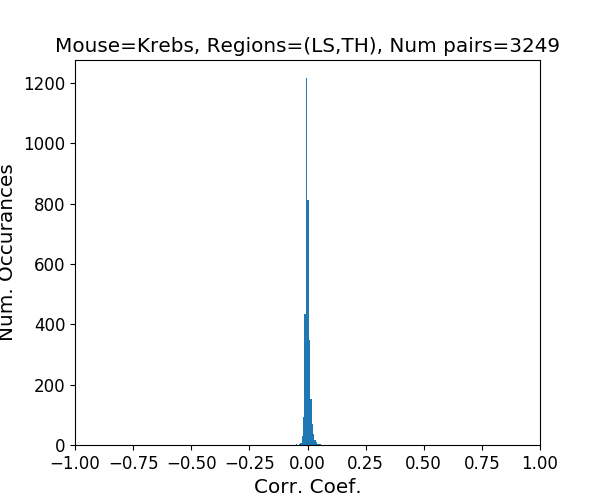 Mouse=Krebs, Regions=(LS,TH), Num pairs=3249
1200
1000
800
600
400
200
0
Num. Occurances
−1.00 −0.75 −0.50 −0.25 0.00 0.25 0.50 0.75 1.00
Corr. Coef.